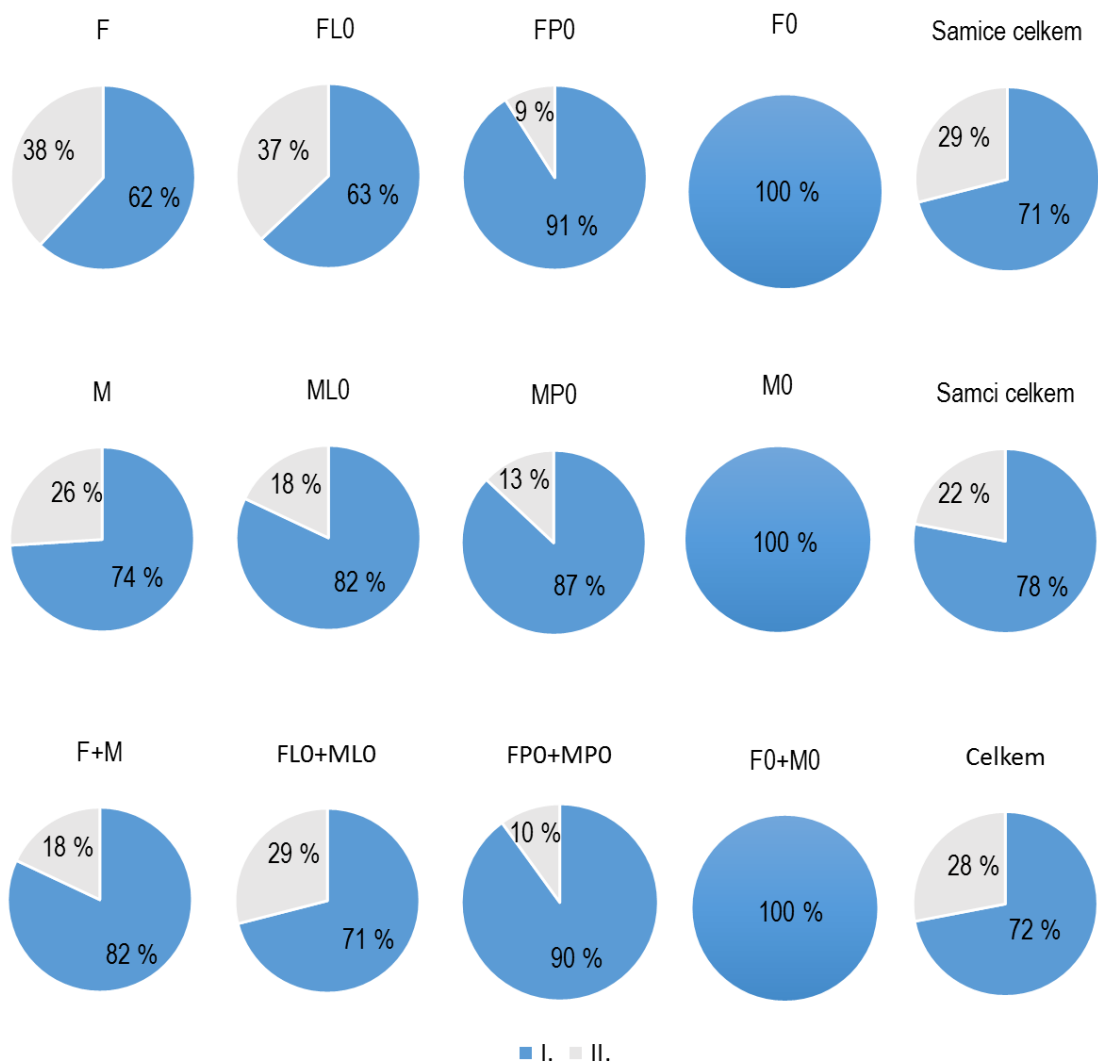 F FL0 FP0 F0 Samice celkem
38 % 62 % 37 % 63 % 9 % 91 % 100 % 29 % 71 %
M ML0 MP0 M0 Samci celkem
26 % 74 % 18 % 82 % 13 % 87 % 100 % 22 % 78 %
F+M FL0+ML0 FP0+MP0 F0+M0 Celkem
18 % 82 % 29 % 71 % 10 % 90 % 100 % 28 % 72 %
I. II.